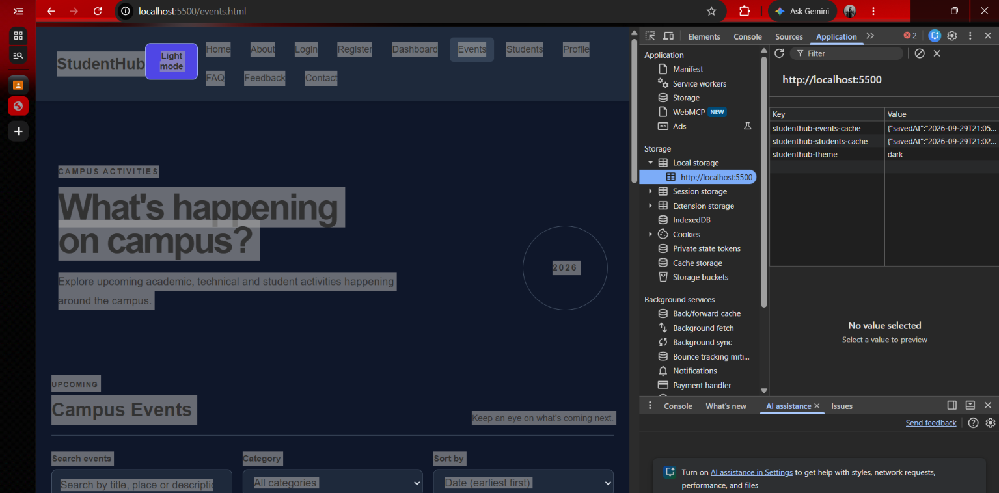 localhost:5500/events.html
Ask Gemini
StudentHub
Light
mode
Home About Login Register Dashboard Events Students Profile
FAQ Feedback Contact
CAMPUS ACTIVITIES
What's happening
on campus?
Explore upcoming academic, technical and student activities happening
around the campus.
2026
UPCOMING
Campus Events
Keep an eye on what's coming next.
Search events
Category
Sort by
Search by title, place or descriptio
All categories
Date (earliest first)
Elements Console Sources Application 2
Application
Manifest
Service workers
Storage
WebMCP NEW
Ads
Storage
Local storage
http://localhost:5500
Session storage
Extension storage
IndexedDB
Cookies
Private state tokens
Cache storage
Storage buckets
Background services
Back/forward cache
Background fetch
Background sync
Bounce tracking miti...
Notifications
Payment handler
Filter
http://localhost:5500
Key Value
studenthub-events-cache {"savedAt":"2026-09-29T21:05...
studenthub-students-cache {"savedAt":"2026-09-29T21:02...
studenthub-theme dark
No value selected
Select a value to preview
Console What's new AI assistance Issues
Send feedback
Turn on AI assistance in Settings to get help with styles, network requests,
performance, and files